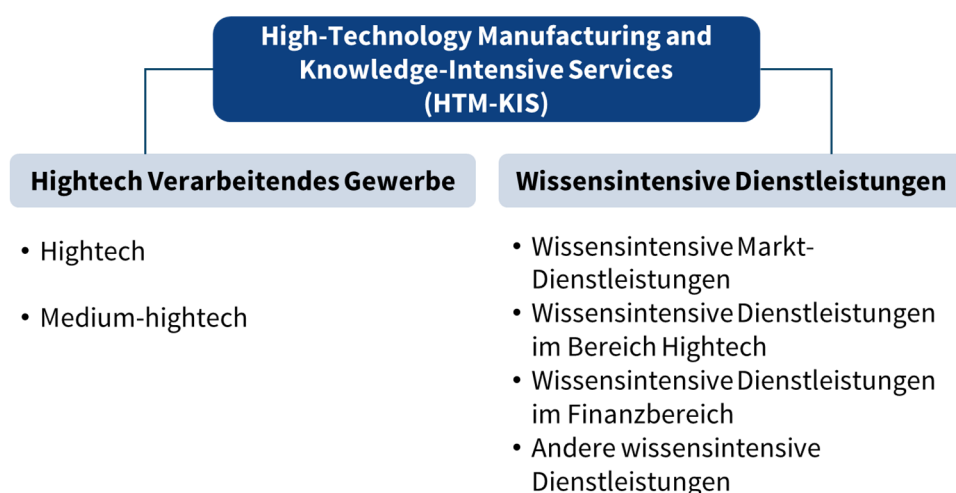 High-Technology Manufacturing and
Knowledge-Intensive Services
(HTM-KIS)
Hightech Verarbeitendes Gewerbe
• Hightech
• Medium-hightech
Wissensintensive Dienstleistungen
• Wissensintensive Markt-
Dienstleistungen
• Wissensintensive Dienstleistungen
im Bereich Hightech
• Wissensintensive Dienstleistungen
im Finanzbereich
• Andere wissensintensive
Dienstleistungen